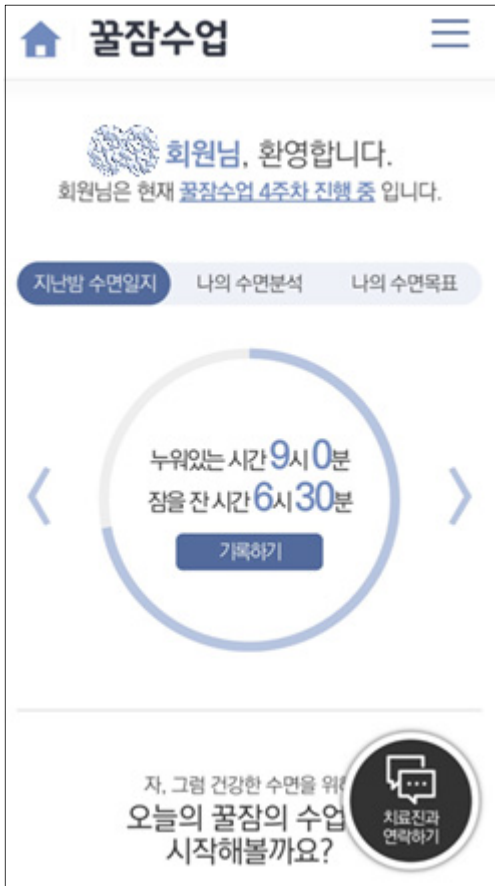 꿀잠수업
회원님, 환영합니다.
회원님은 현재 꿀잠수업 4주차 진행 중 입니다.
지난밤 수면일지 나의 수면분석 나의 수면목표
누워있는 시간 9시 0분
잠을 잔 시간 6시 30분
기록하기
자, 그럼 건강한 수면을
오늘의 꿀잠의 수업
시작해볼까요?
치료진과
연락하기